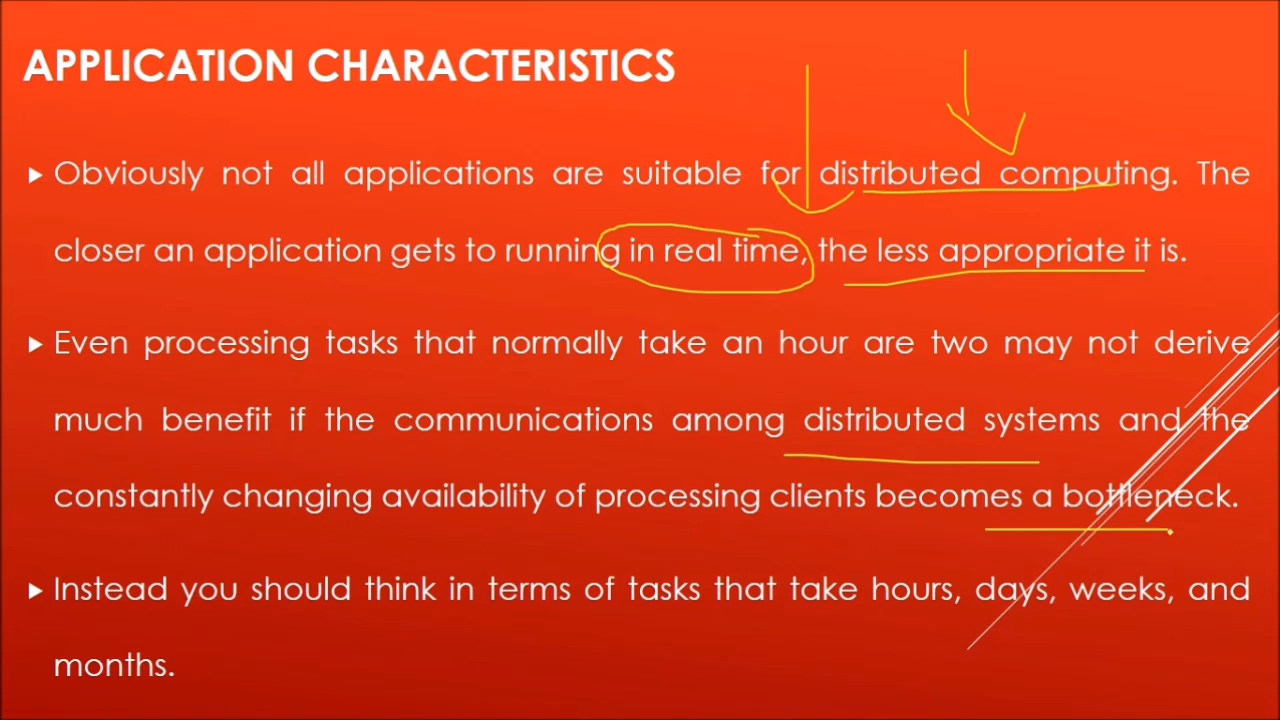 APPLICATION CHARACTERISTICS
Obviously not all applications are suitable for distributed computing. The
closer an application gets to running in real time, the less appropriate it is.
Even processing tasks that normally take an hour are two may not derive
much benefit if the communications among distributed systems and the
constantly changing availability of processing clients becomes a bottleneck.
Instead you should think in terms of tasks that take hours, days, weeks, and
months.